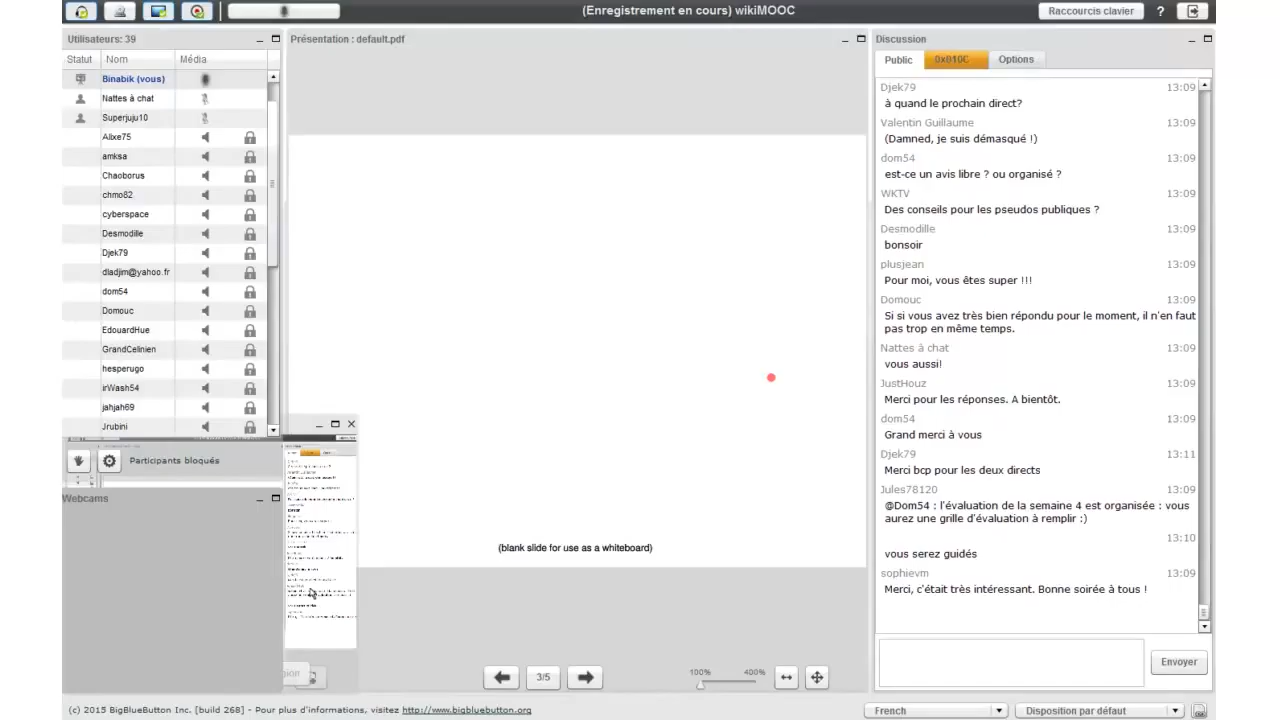 (Enregistrement en cours) wikiMOOC
Raccourcis clavier
?
Utilisateurs: 39
Statut Nom Média
Binabik (vous)
Nattes à chat
Superjuju10
Alixe75
amksa
Chaoborus
chmo82
cyberspace
Desmodille
Djek79
dladjim@yahoo.fr
dom54
Domouc
EdouardHue
GrandCelinien
hesperugo
irWash54
jahjah69
Jrubini
Participants bloqués
Webcams
Présentation : default.pdf
(blank slide for use as a whiteboard)
3/5
100% 400%
Discussion
Public 0x010C Options
Djek79 13:09
à quand le prochain direct?
Valentin Guillaume 13:09
(Damned, je suis démasqué !)
dom54 13:09
est-ce un avis libre ? ou organisé ?
WKTV 13:09
Des conseils pour les pseudos publiques ?
Desmodille 13:09
bonsoir
plusjean 13:09
Pour moi, vous êtes super !!!
Domouc 13:09
Si si vous avez très bien répondu pour le moment, il n'en faut
pas trop en même temps.
Nattes à chat 13:09
vous aussi!
JustHouz 13:09
Merci pour les réponses. A bientôt.
dom54 13:09
Grand merci à vous
Djek79 13:11
Merci bcp pour les deux directs
Jules78120 13:09
@Dom54 : l'évaluation de la semaine 4 est organisée : vous
aurez une grille d'évaluation à remplir :)
13:10
vous serez guidés
sophievm 13:09
Merci, c'était très intéressant. Bonne soirée à tous !
Envoyer
(c) 2015 BigBlueButton Inc. [build 268] - Pour plus d'informations, visitez http://www.bigbluebutton.org
French
Disposition par défaut